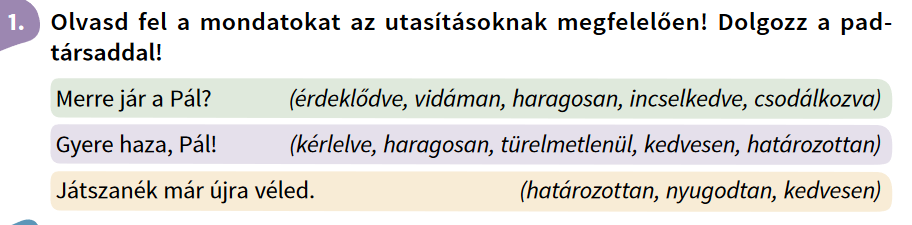 1. Olvasd fel a mondatokat az utasításoknak megfelelően! Dolgozz a pad-
társaddal!
Merre jár a Pál? (érdeklődve, vidáman, haragosan, incselkedve, csodálkozva)
Gyere haza, Pál! (kérlelve, haragosan, türelmetlenül, kedvesen, határozottan)
Játszanék már újra véled. (határozottan, nyugodtan, kedvesen)